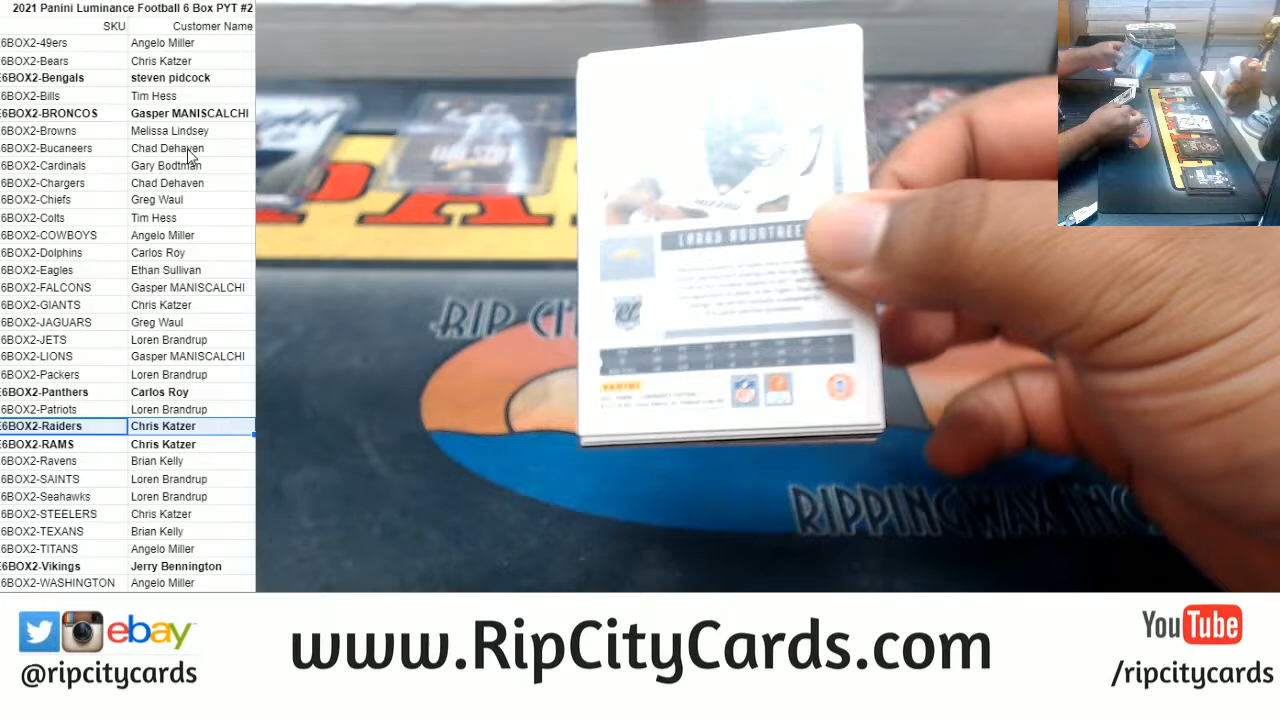 2021 Panini Luminance Football 6 Box PYT #2
SKU Customer Name
6BOX2-49ers Angelo Miller
6BOX2-Bears Chris Katzer
6BOX2-Bengals steven pidcock
6BOX2-Bills Tim Hess
6BOX2-BRONCOS Gasper MANISCALCHI
6BOX2-Browns Melissa Lindsey
6BOX2-Bucaneers Chad Dehaven
6BOX2-Cardinals Gary Bodtman
6BOX2-Chargers Chad Dehaven
6BOX2-Chiefs Greg Waul
6BOX2-Colts Tim Hess
6BOX2-COWBOYS Angelo Miller
6BOX2-Dolphins Carlos Roy
6BOX2-Eagles Ethan Sullivan
6BOX2-FALCONS Gasper MANISCALCHI
6BOX2-GIANTS Chris Katzer
6BOX2-JAGUARS Greg Waul
6BOX2-JETS Loren Brandrup
6BOX2-LIONS Gasper MANISCALCHI
6BOX2-Packers Loren Brandrup
6BOX2-Panthers Carlos Roy
6BOX2-Patriots Loren Brandrup
6BOX2-Raiders Chris Katzer
6BOX2-RAMS Chris Katzer
6BOX2-Ravens Brian Kelly
6BOX2-SAINTS Loren Brandrup
6BOX2-Seahawks Loren Brandrup
6BOX2-STEELERS Chris Katzer
6BOX2-TEXANS Brian Kelly
6BOX2-TITANS Angelo Miller
6BOX2-Vikings Jerry Bennington
6BOX2-WASHINGTON Angelo Miller
LARRY ROUNTREE
RC
PANINI
NFL
RIP CI
RIPPINGWAX INC
ebay
@ripcitycards
www.RipCityCards.com
YouTube
/ripcitycards